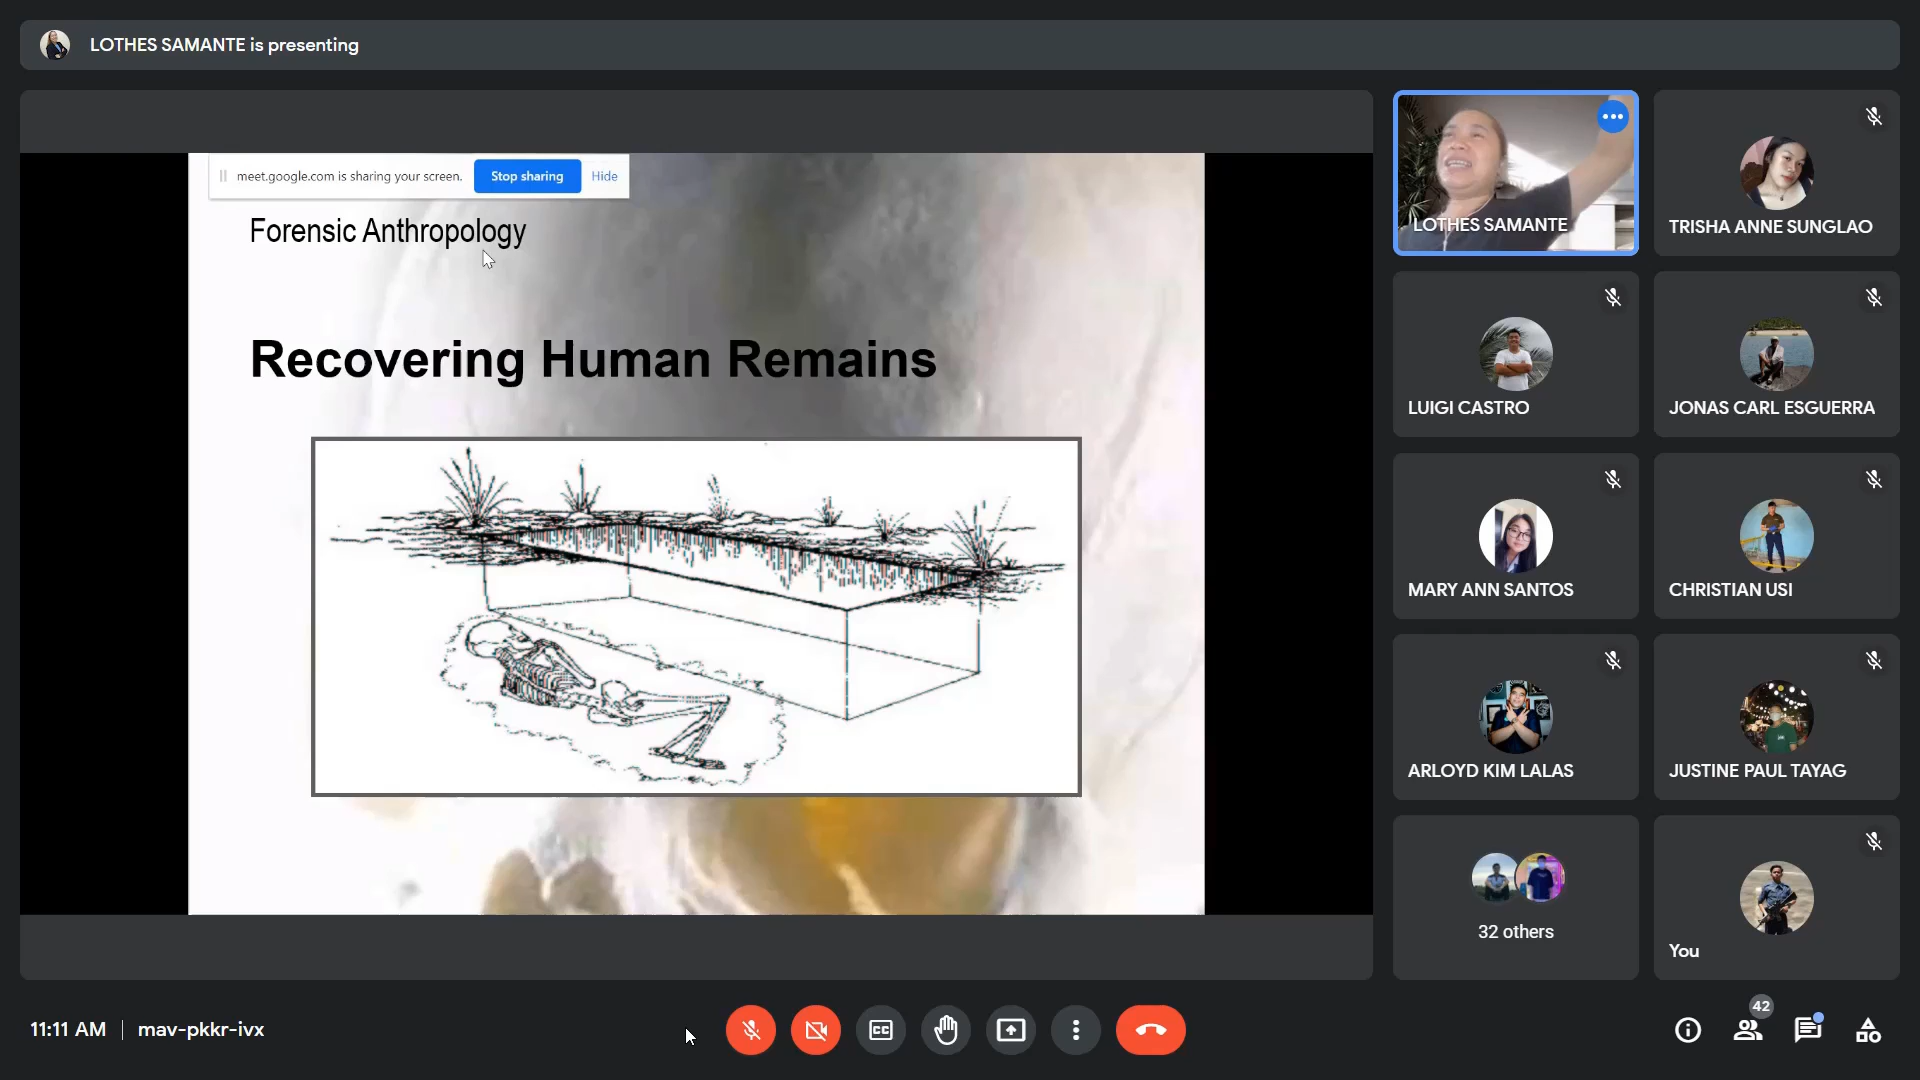 LOTHES SAMANTE is presenting
meet.google.com is sharing your screen. Stop sharing Hide
Forensic Anthropology
Recovering Human Remains
LOTHES SAMANTE
TRISHA ANNE SUNGLAO
LUIGI CASTRO
JONAS CARL ESGUERRA
MARY ANN SANTOS
CHRISTIAN USI
ARLOYD KIM LALAS
JUSTINE PAUL TAYAG
32 others
You
11:11 AM | mav-pkkr-ivx
CC
42